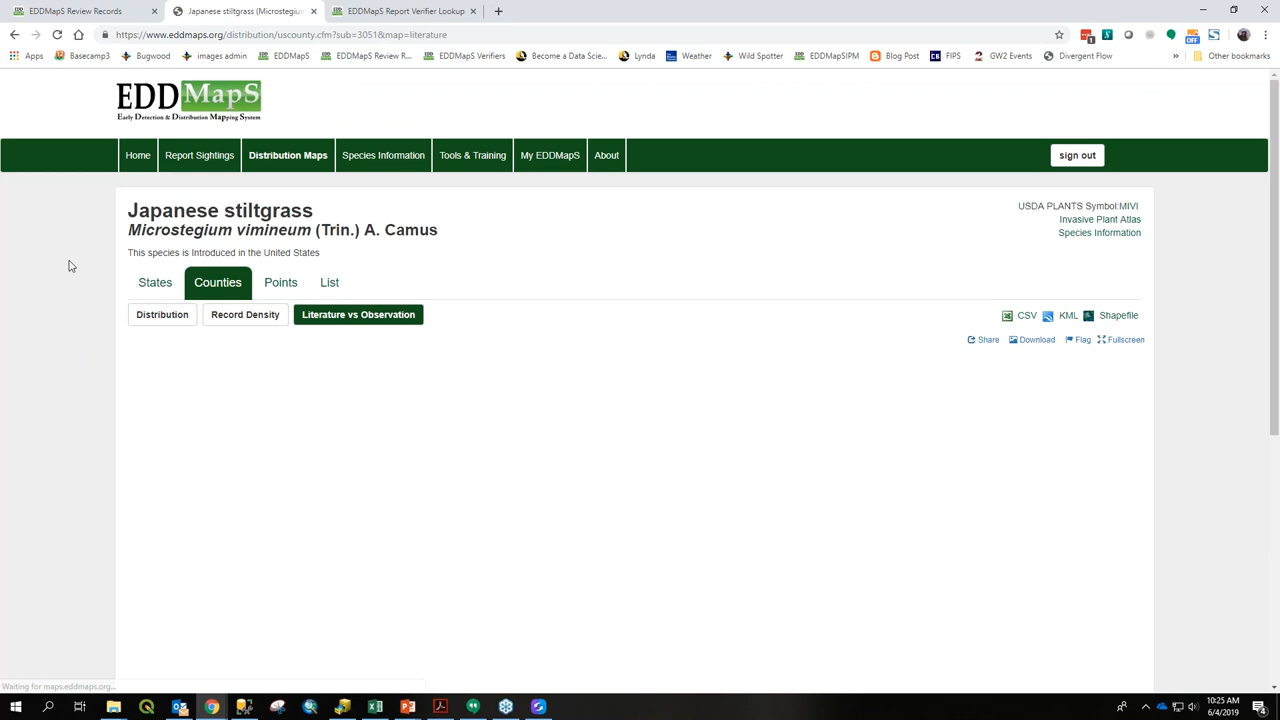 EDDMapS Review Records
Japanese stiltgrass (Microstegium
EDDMapS Report Verifier Lookup
https://www.eddmaps.org/distribution/uscounty.cfm?sub=3051&map=literature
1
OFF
Apps
Basecamp3
Bugwood
images admin
EDDMapS
EDDMapS Review R...
EDDMapS Verifiers
Become a Data Scie...
Lynda
Weather
Wild Spotter
EDDMapSIPM
Blog Post
FIPS
GW2 Events
Divergent Flow
»
Other bookmarks
EDDMapS
Early Detection & Distribution Mapping System
Home
Report Sightings
Distribution Maps
Species Information
Tools & Training
My EDDMapS
About
sign out
Japanese stiltgrass
Microstegium vimineum (Trin.) A. Camus
This species is Introduced in the United States
USDA PLANTS Symbol:MIVI
Invasive Plant Atlas
Species Information
States
Counties
Points
List
Distribution
Record Density
Literature vs Observation
CSV
KML
Shapefile
Share
Download
Flag
Fullscreen
Waiting for maps.eddmaps.org...
10:25 AM
6/4/2019
4